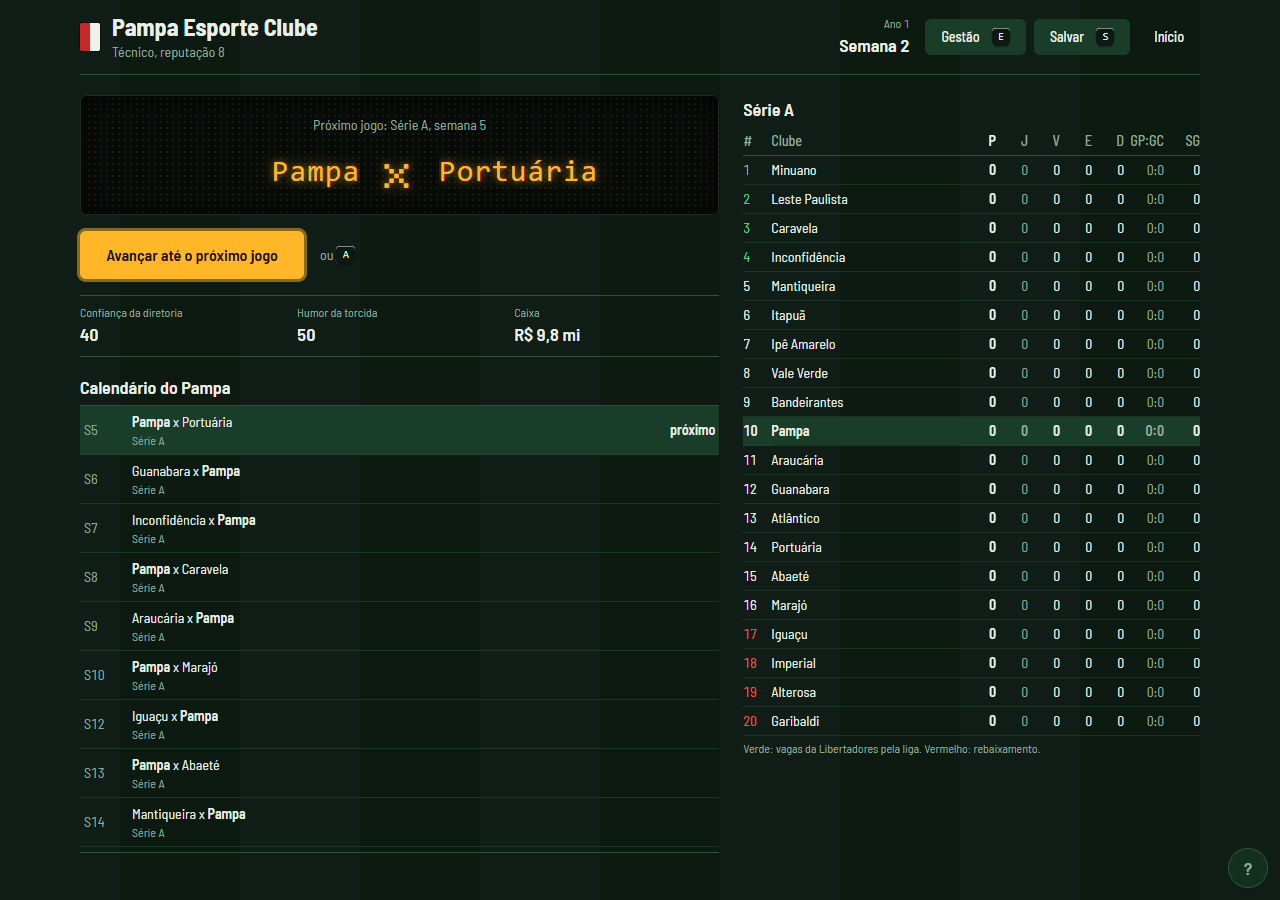 Pampa Esporte Clube
Técnico, reputação 8
Ano 1
Semana 2
Gestão E
Salvar S
Início
Próximo jogo: Série A, semana 5
Pampa x Portuária
Avançar até o próximo jogo
ou A
Confiança da diretoria
40
Humor da torcida
50
Caixa
R$ 9,8 mi
Calendário do Pampa
S5 Pampa x Portuária próximo
Série A
S6 Guanabara x Pampa
Série A
S7 Inconfidência x Pampa
Série A
S8 Pampa x Caravela
Série A
S9 Araucária x Pampa
Série A
S10 Pampa x Marajó
Série A
S12 Iguaçu x Pampa
Série A
S13 Pampa x Abaeté
Série A
S14 Mantiqueira x Pampa
Série A
Série A
# Clube P J V E D GP:GC SG
1 Minuano 0 0 0 0 0 0:0 0
2 Leste Paulista 0 0 0 0 0 0:0 0
3 Caravela 0 0 0 0 0 0:0 0
4 Inconfidência 0 0 0 0 0 0:0 0
5 Mantiqueira 0 0 0 0 0 0:0 0
6 Itapuã 0 0 0 0 0 0:0 0
7 Ipê Amarelo 0 0 0 0 0 0:0 0
8 Vale Verde 0 0 0 0 0 0:0 0
9 Bandeirantes 0 0 0 0 0 0:0 0
10 Pampa 0 0 0 0 0 0:0 0
11 Araucária 0 0 0 0 0 0:0 0
12 Guanabara 0 0 0 0 0 0:0 0
13 Atlântico 0 0 0 0 0 0:0 0
14 Portuária 0 0 0 0 0 0:0 0
15 Abaeté 0 0 0 0 0 0:0 0
16 Marajó 0 0 0 0 0 0:0 0
17 Iguaçu 0 0 0 0 0 0:0 0
18 Imperial 0 0 0 0 0 0:0 0
19 Alterosa 0 0 0 0 0 0:0 0
20 Garibaldi 0 0 0 0 0 0:0 0
Verde: vagas da Libertadores pela liga. Vermelho: rebaixamento.
?